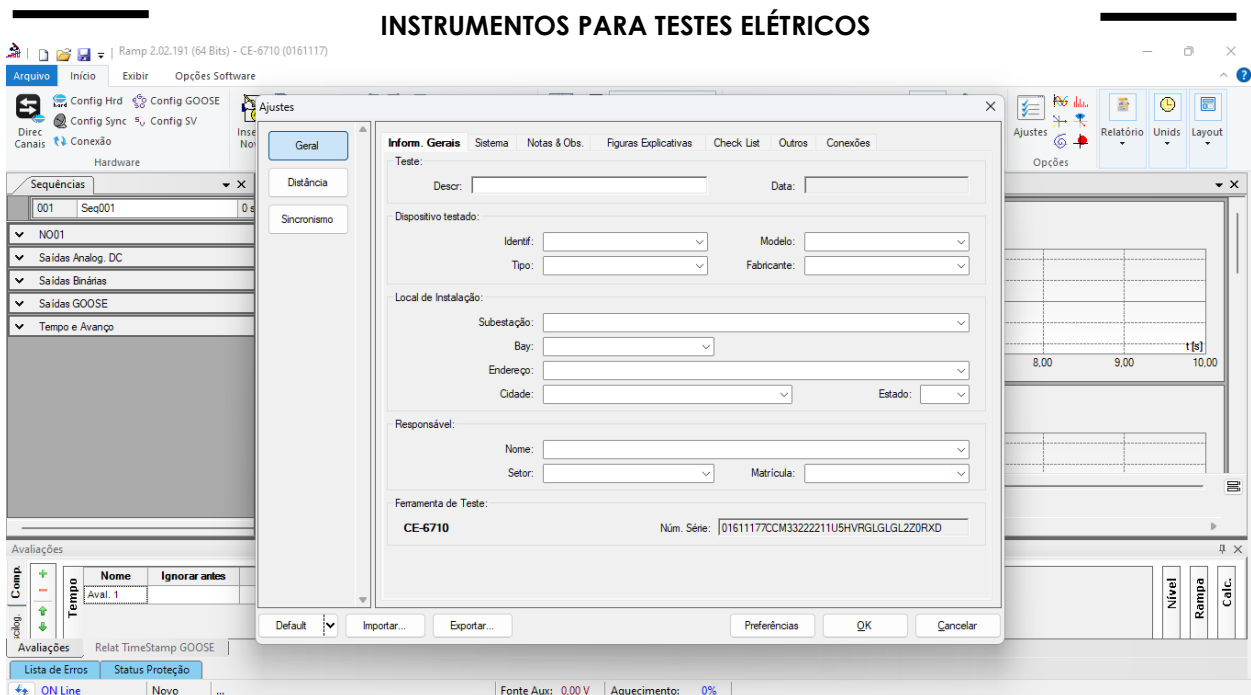 INSTRUMENTOS PARA TESTES ELÉTRICOS
Ramp 2.02.191 (64 Bits) - CE-6710 (0161117)
Arquivo Início Exibir Opções Software
Config Hrd Config GOOSE
Config Sync Config SV
Direc Canais Conexão
Hardware
Ajustes Relatório Unids Layout
Opções
Sequências
001 Seq001 0 s
NO01
Saídas Analog. DC
Saídas Binárias
Saídas GOOSE
Tempo e Avanço
Ajustes
Geral
Distância
Sincronismo
Inform. Gerais Sistema Notas & Obs. Figuras Explicativas Check List Outros Conexões
Teste:
Descr: Data:
Dispositivo testado:
Identif: Modelo:
Tipo: Fabricante:
Local de Instalação:
Subestação:
Bay:
Endereço:
Cidade: Estado:
Responsável:
Nome:
Setor: Matrícula:
Ferramenta de Teste:
CE-6710 Núm. Série: 01611177CCM33222211U5HVRGLGLGL2Z0RXD
Default Importar... Exportar... Preferências OK Cancelar
t [s]
8,00 9,00 10,00
Avaliações
Comp.
Tempo
Nome Ignorar antes
Aval. 1
Nível
Rampa
Calc.
Avaliações Relat TimeStamp GOOSE
Lista de Erros Status Proteção
ON Line Novo ... Fonte Aux: 0.00 V Aquecimento: 0%